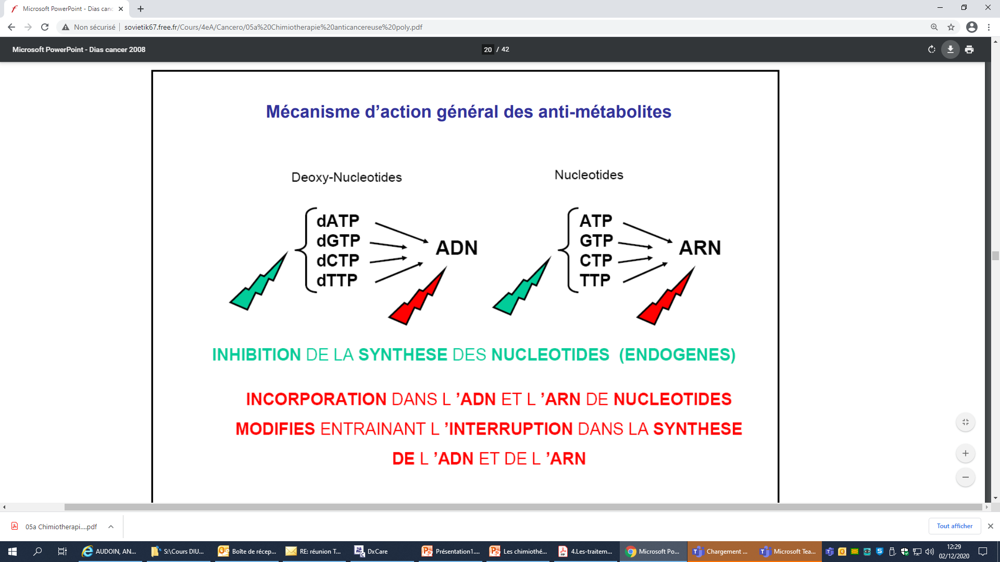 Microsoft PowerPoint - Dias canc
Non sécurisé
sovietik67.free.fr/Cours/4eA/Cancero/05a%20Chimiotherapie%20anticancereuse%20poly.pdf
Microsoft PowerPoint - Dias cancer 2008
20 / 42
Mécanisme d’action général des anti-métabolites
Deoxy-Nucleotides
dATP
dGTP
dCTP
dTTP
ADN
Nucleotides
ATP
GTP
CTP
TTP
ARN
INHIBITION DE LA SYNTHESE DES NUCLEOTIDES (ENDOGENES)
INCORPORATION DANS L ’ADN ET L ’ARN DE NUCLEOTIDES
MODIFIES ENTRAINANT L ’INTERRUPTION DANS LA SYNTHESE
DE L ’ADN ET DE L ’ARN
05a Chimiotherapi....pdf
Tout afficher
AUDOIN, AN...
S:\Cours DIU...
Boîte de récep...
RE: réunion T...
DxCare
Présentation1....
Les chimiothé...
4.Les-traitem...
Microsoft Po...
Chargement ...
Microsoft Tea...
12:29
02/12/2020